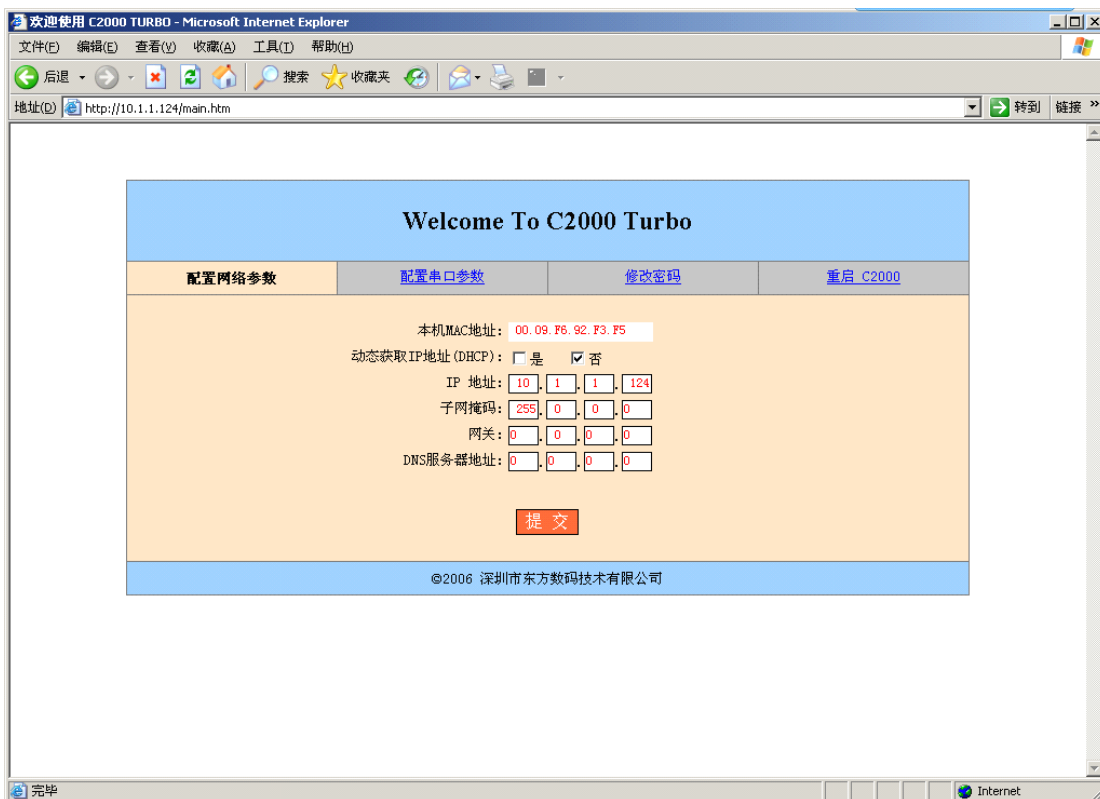 欢迎使用 C2000 TURBO - Microsoft Internet Explorer
文件(F) 编辑(E) 查看(V) 收藏(A) 工具(T) 帮助(H)
后退 搜索 收藏夹
地址(D) http://10.1.1.124/main.htm 转到 链接 »
Welcome To C2000 Turbo
配置网络参数 配置串口参数 修改密码 重启 C2000
本机MAC地址: 00.09.F6.92.F3.F5
动态获取IP地址(DHCP): 是 否
IP 地址: 10 . 1 . 1 . 124
子网掩码: 255 . 0 . 0 . 0
网关: 0 . 0 . 0 . 0
DNS服务器地址: 0 . 0 . 0 . 0
提 交
©2006 深圳市东方数码技术有限公司
完毕 Internet